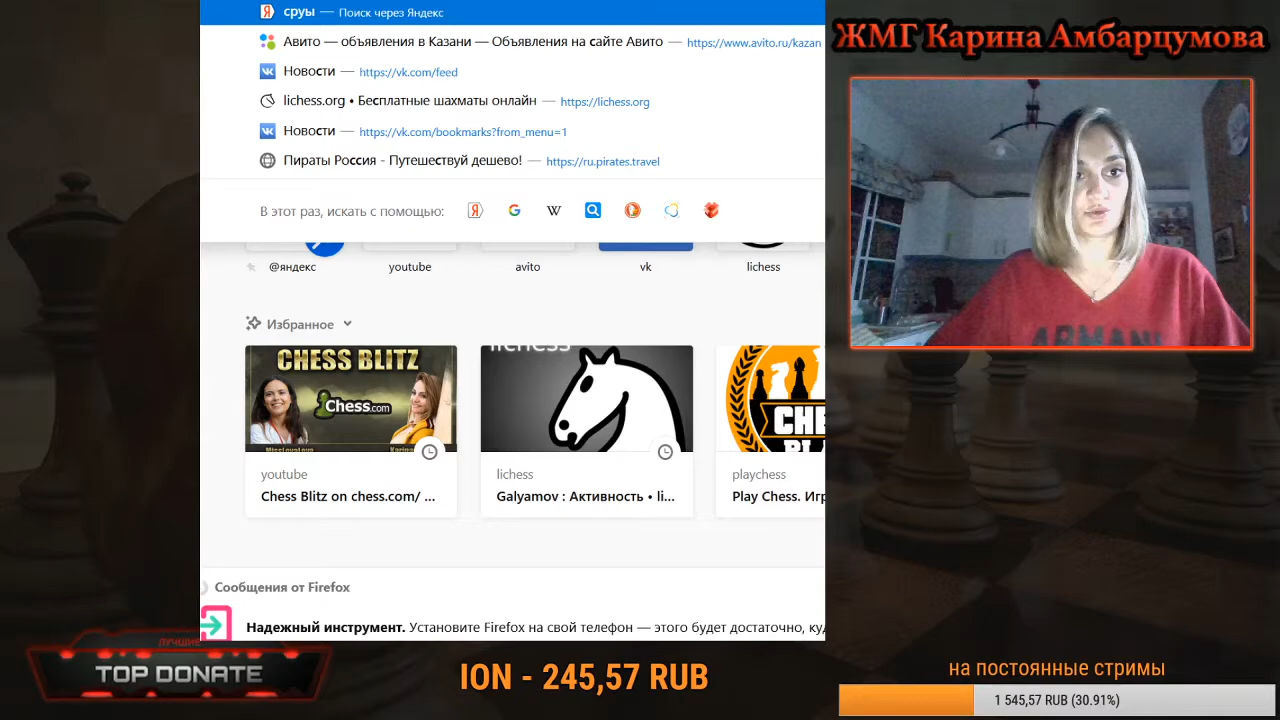 сруы — Поиск через Яндекс
Авито — объявления в Казани — Объявления на сайте Авито — https://www.avito.ru/kazan
Новости — https://vk.com/feed
lichess.org • Бесплатные шахматы онлайн — https://lichess.org
Новости — https://vk.com/bookmarks?from_menu=1
Пираты Россия - Путешествуй дешево! — https://ru.pirates.travel
В этот раз, искать с помощью:
@яндекс youtube avito vk lichess
Избранное
CHESS BLITZ
Chess.com
lichess
CHE
youtube
Chess Blitz on chess.com/ ...
lichess
Galyamov : Активность • li...
playchess
Play Chess. Игр
Сообщения от Firefox
Надежный инструмент. Установите Firefox на свой телефон — этого будет достаточно, куд
ЖМГ Карина Амбарцумова
ARMANI
ЛУЧШИЕ
TOP DONATE
ION - 245,57 RUB
на постоянные стримы
1 545,57 RUB (30.91%)